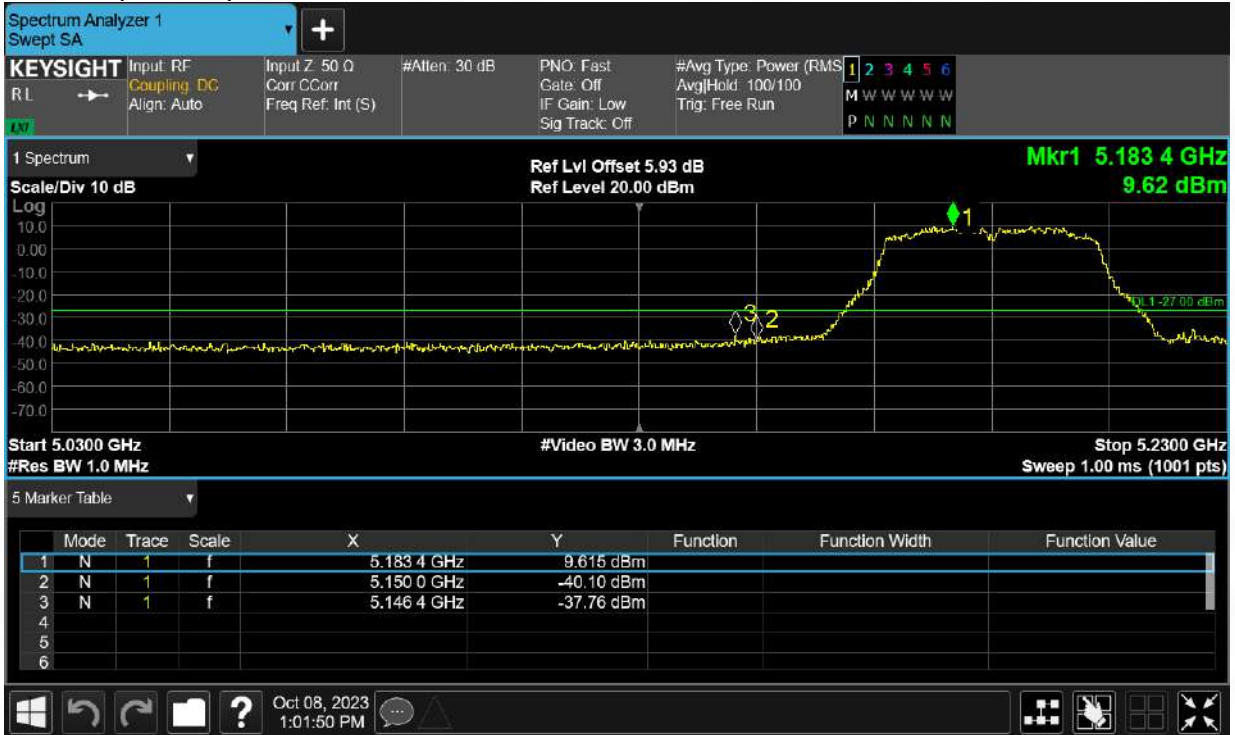 Spectrum Analyzer 1
Swept SA
+
KEYSIGHT Input: RF Input Z: 50 Ω #Atten: 30 dB PNO: Fast #Avg Type: Power (RMS 1 2 3 4 5 6
RL Coupling: DC Corr CCorr Gate: Off Avg|Hold: 100/100 M W W W W W
Align: Auto Freq Ref: Int (S) IF Gain: Low Trig: Free Run
LXI Sig Track: Off P N N N N N
1 Spectrum Ref Lvl Offset 5.93 dB Mkr1 5.183 4 GHz
Scale/Div 10 dB Ref Level 20.00 dBm 9.62 dBm
Log
1
10.0
0.00
-10.0
-20.0
DL1 -27.00 dBm
-30.0
3 2
-40.0
-50.0
-60.0
-70.0
Start 5.0300 GHz #Video BW 3.0 MHz Stop 5.2300 GHz
#Res BW 1.0 MHz Sweep 1.00 ms (1001 pts)
5 Marker Table
Mode Trace Scale X Y Function Function Width Function Value
1 N 1 f 5.183 4 GHz 9.615 dBm
2 N 1 f 5.150 0 GHz -40.10 dBm
3 N 1 f 5.146 4 GHz -37.76 dBm
4
5
6
? Oct 08, 2023
1:01:50 PM